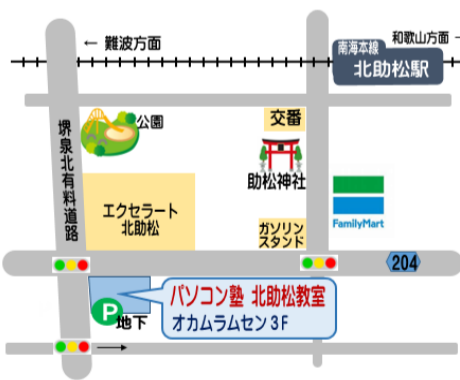 ← 難波方面
和歌山方面 →
南海本線
北助松駅
公園
交番
堺泉北有料道路
助松神社
エクセラート
北助松
ガソリン
スタンド
FamilyMart
204
パソコン塾 北助松教室
オカムラムセン3F
P
地下
→